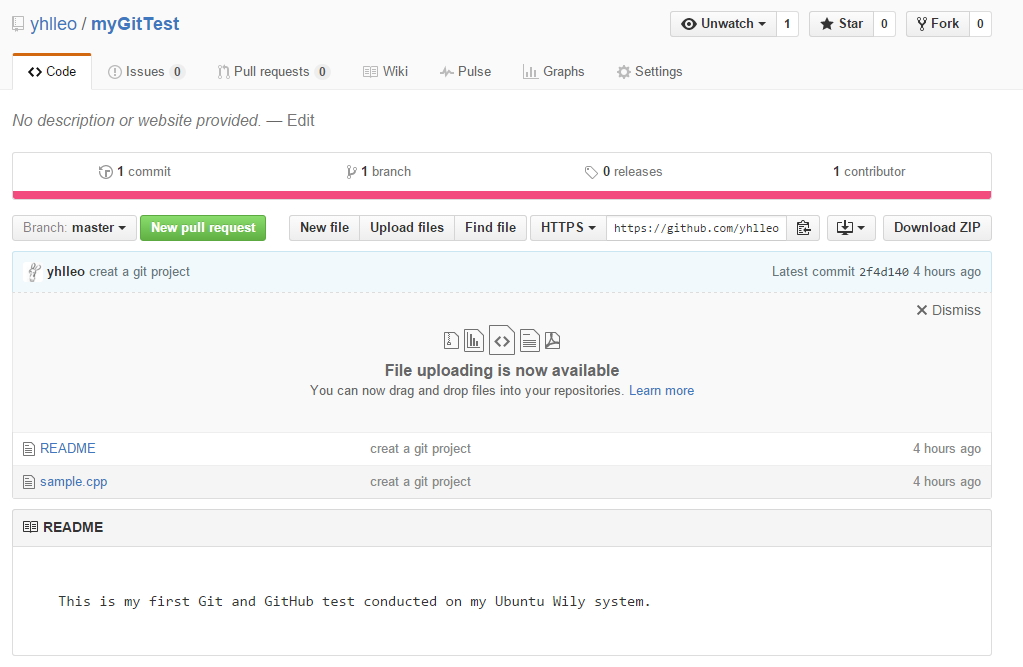 yhlleo / myGitTest Unwatch 1 Star 0 Fork 0
Code Issues 0 Pull requests 0 Wiki Pulse Graphs Settings
No description or website provided. — Edit
1 commit 1 branch 0 releases 1 contributor
Branch: master New pull request New file Upload files Find file HTTPS https://github.com/yhlleo Download ZIP
yhlleo creat a git project Latest commit 2f4d140 4 hours ago
Dismiss
File uploading is now available
You can now drag and drop files into your repositories. Learn more
README creat a git project 4 hours ago
sample.cpp creat a git project 4 hours ago
README
This is my first Git and GitHub test conducted on my Ubuntu Wily system.